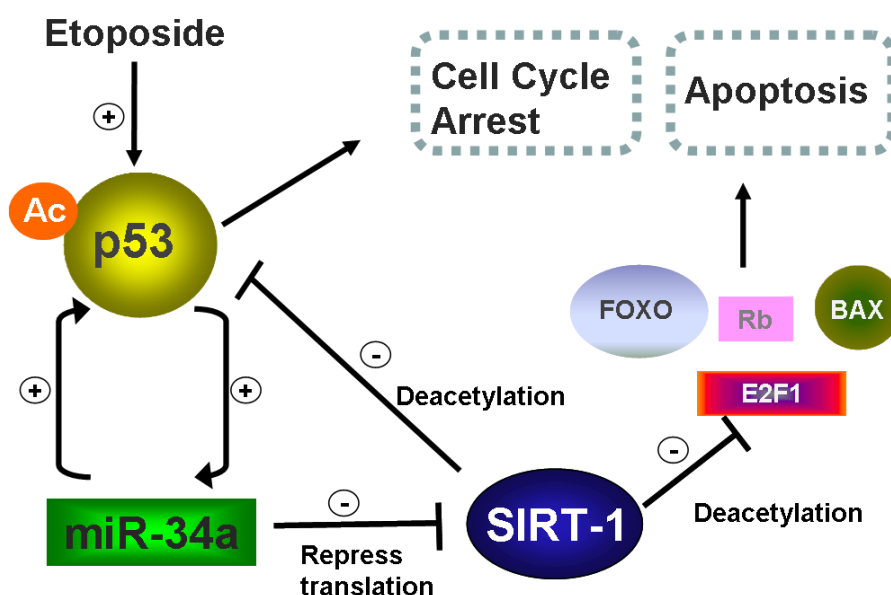 Etoposide
+
Cell Cycle
Arrest
Apoptosis
Ac
p53
FOXO
Rb
BAX
E2F1
+
+
-
Deacetylation
-
Deacetylation
miR-34a
-
Repress
translation
SIRT-1